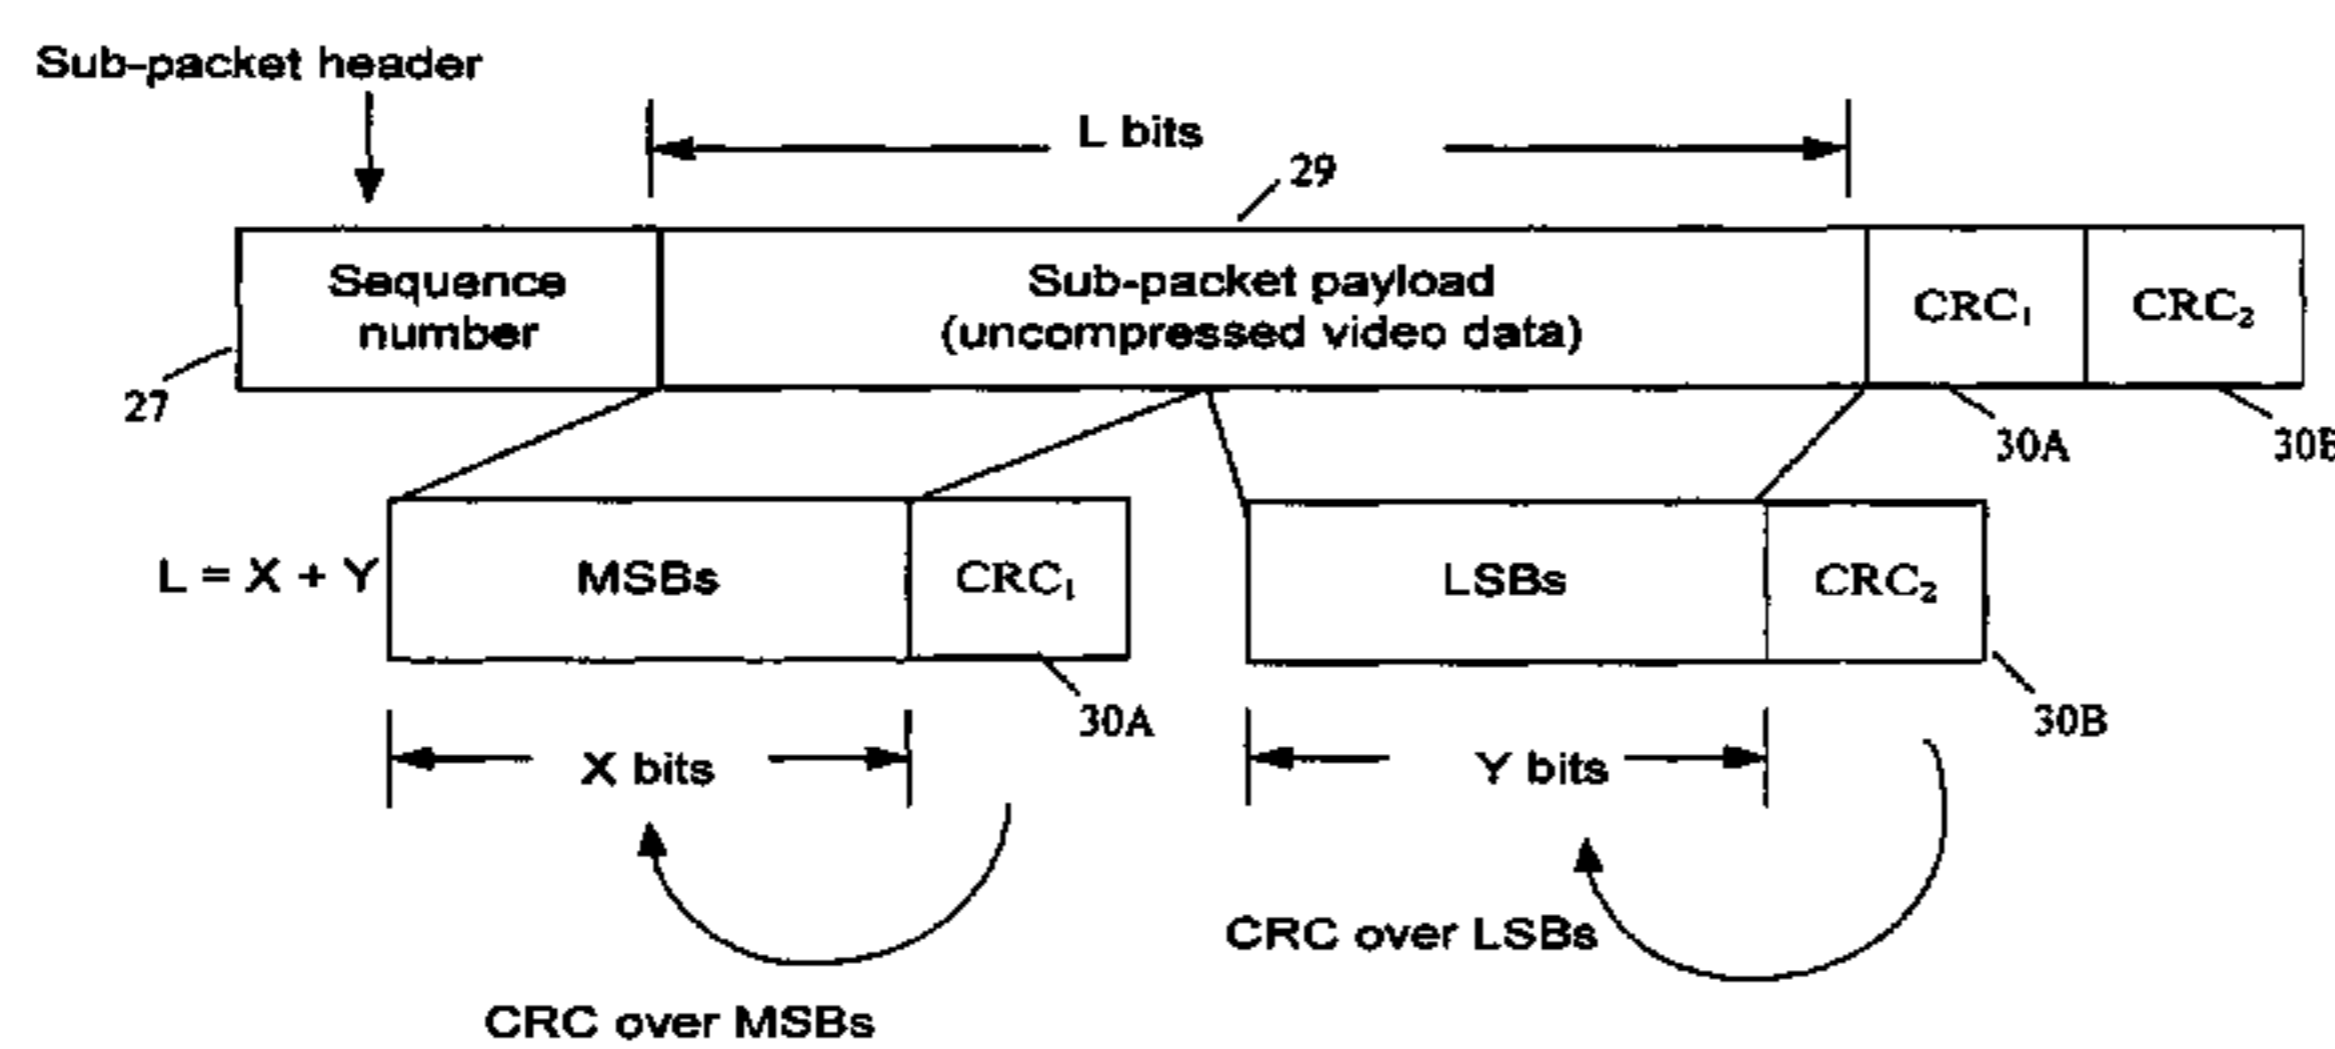 Sub-packet header
L bits
29
Sequence
number
Sub-packet payload
(uncompressed video data)
CRC₁
CRC₂
27
30A
30B
L = X + Y
MSBs
CRC₁
LSBs
CRC₂
30A
30B
X bits
Y bits
CRC over LSBs
CRC over MSBs